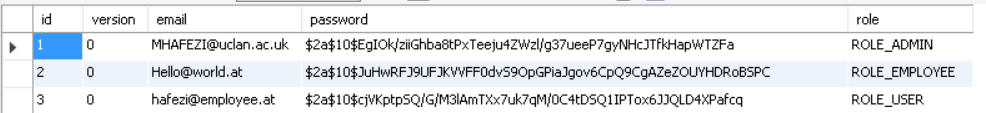 id version email password role
1 0 MHAFEZI@uclan.ac.uk $2a$10$EgIOk/ziiGhba8tPxTeeju4ZWzl/g37ueeP7gyNHcJTfkHapWTZFa ROLE_ADMIN
2 0 Hello@world.at $2a$10$JuHwRFJ9UFJKVVFF0dvS9OpGPiaJgov6CpQ9CgAZeZOUYHDRoBSPC ROLE_EMPLOYEE
3 0 hafezi@employee.at $2a$10$cjVKptpSQ/G/M3lAmTXx7uk7qM/0C4tDSQ1IPTox6JJQLD4XPafcq ROLE_USER